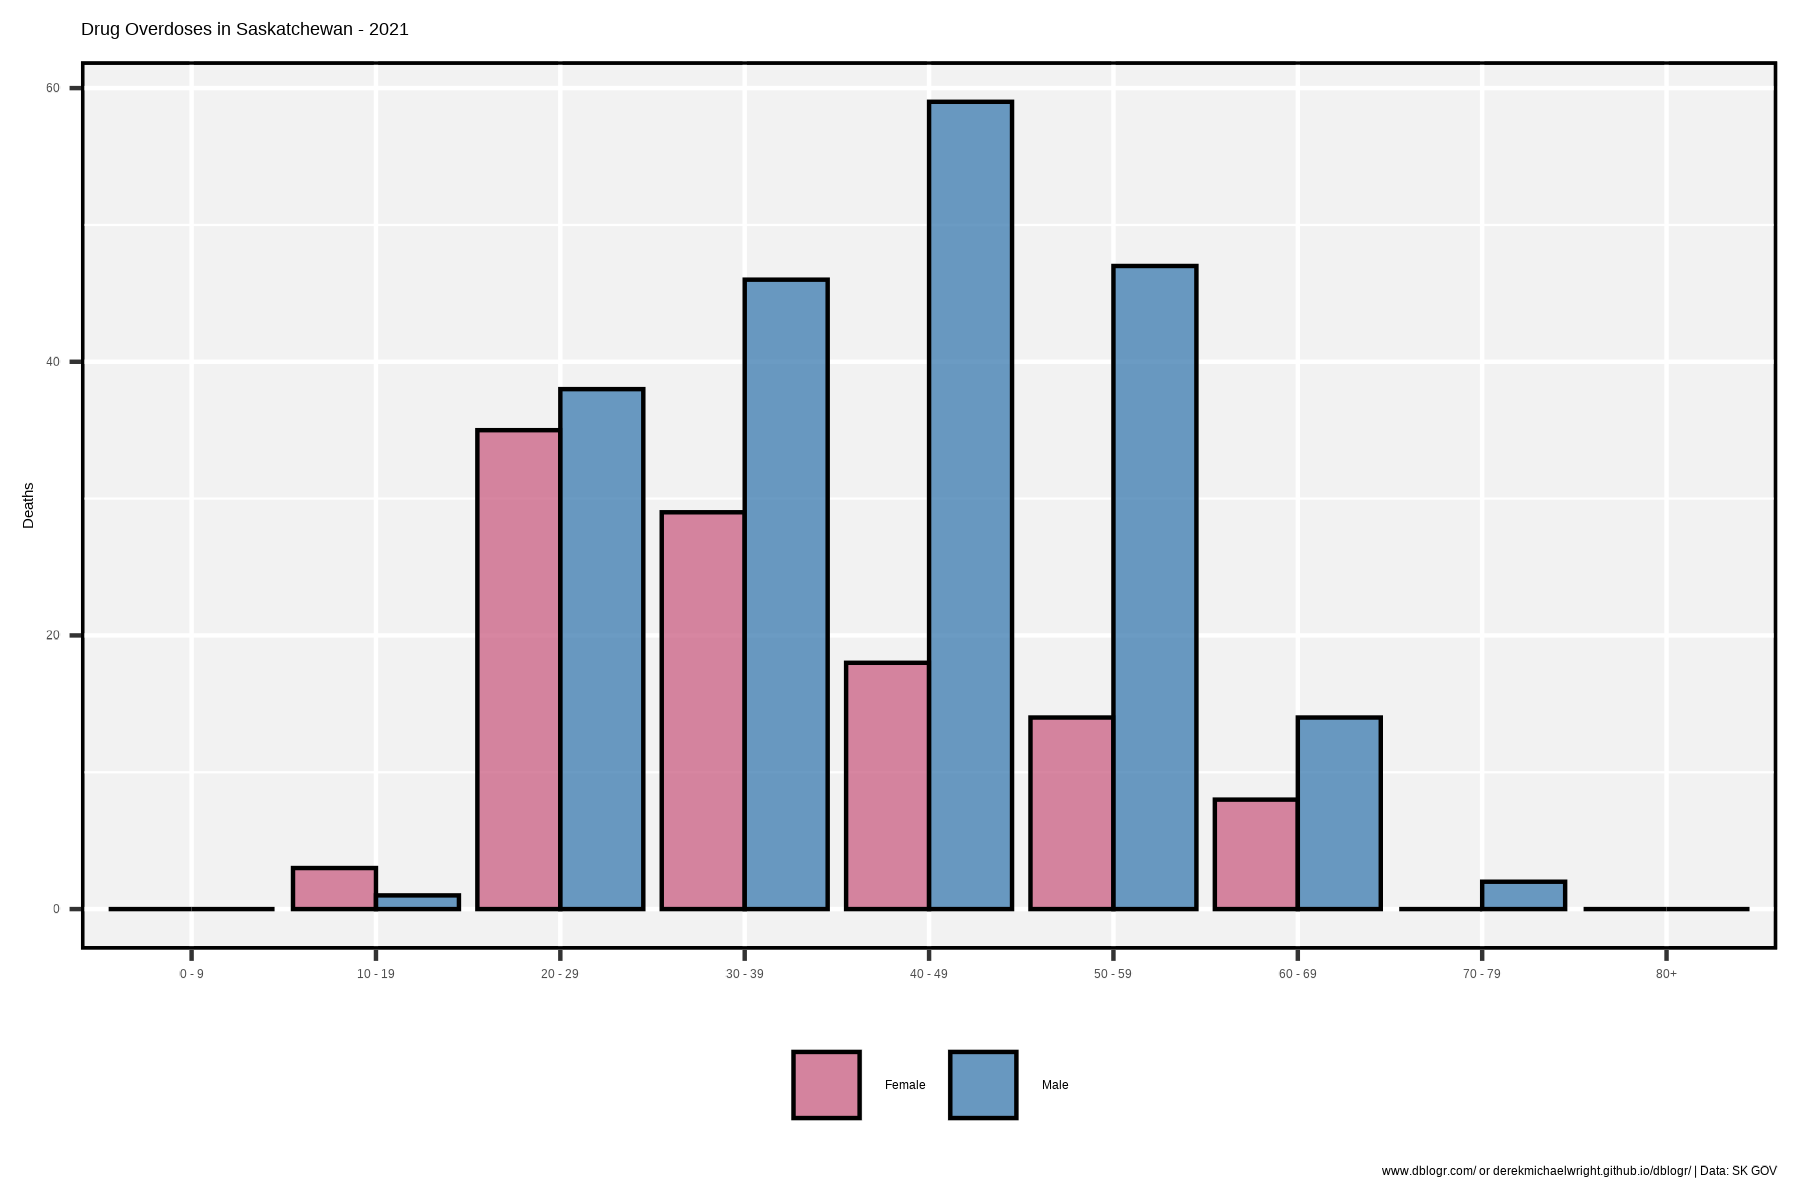 Drug Overdoses in Saskatchewan - 2021
60
40
20
0
Deaths
0 - 9
10 - 19
20 - 29
30 - 39
40 - 49
50 - 59
60 - 69
70 - 79
80+
Female
Male
www.dblogr.com/ or derekmichaelwright.github.io/dblogr/ | Data: SK GOV